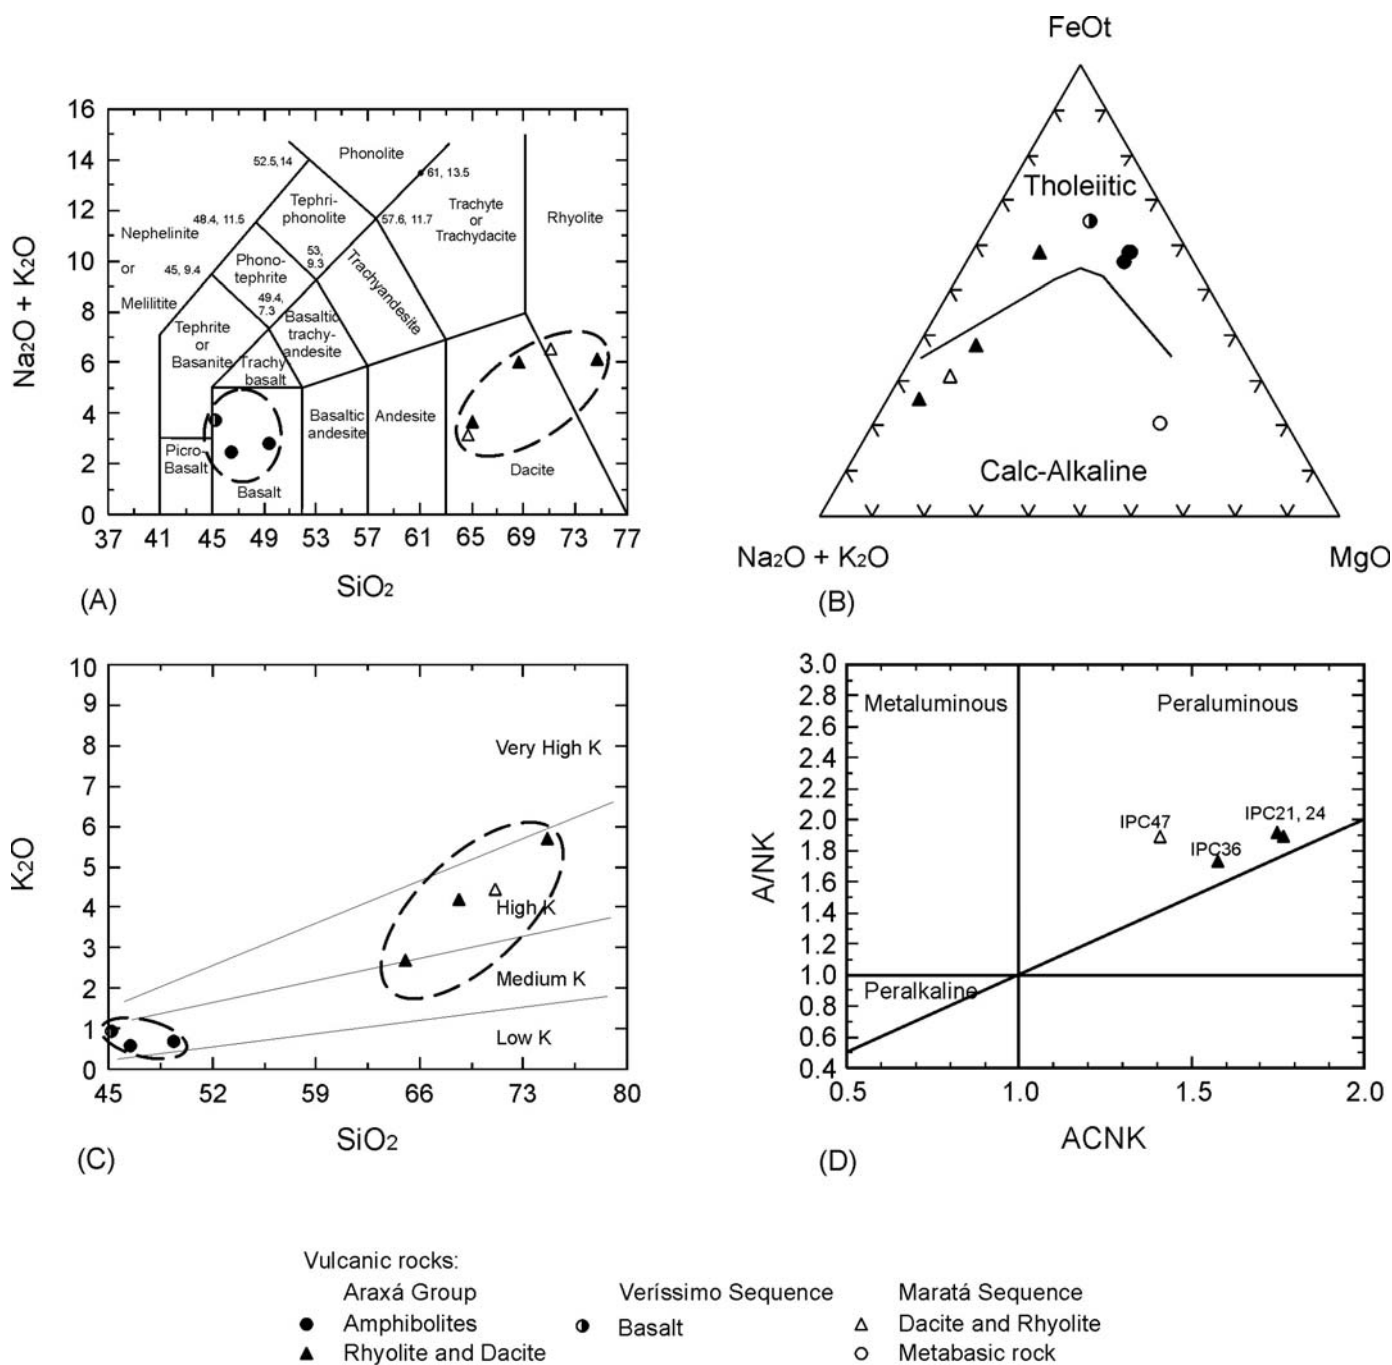 Na2O + K2O
16
14
12
10
8
6
4
2
0
37 41 45 49 53 57 61 65 69 73 77
SiO2
(A)
52.5, 14
Phonolite
61, 13.5
Tephri-
phonolite
48.4, 11.5
57.6, 11.7
Trachyte
or
Trachydacite
Rhyolite
Nephelinite
or
Melilitite
45, 9.4
Phono-
tephrite
53,
9.3
Trachyandesite
49.4,
7.3
Tephrite
or
Basanite
Basaltic
trachy-
andesite
Trachy
basalt
Picro-
Basalt
Basalt
Basaltic
andesite
Andesite
Dacite
FeOt
Tholeiitic
Calc-Alkaline
Na2O + K2O
MgO
(B)
K2O
10
9
8
7
6
5
4
3
2
1
0
45 52 59 66 73 80
SiO2
(C)
Very High K
High K
Medium K
Low K
A/NK
3.0
2.8
2.6
2.4
2.2
2.0
1.8
1.6
1.4
1.2
1.0
0.8
0.6
0.4
0.5 1.0 1.5 2.0
ACNK
(D)
Metaluminous
Peraluminous
IPC47
IPC21, 24
IPC36
Peralkaline
Vulcanic rocks:
Araxá Group
Amphibolites
Rhyolite and Dacite
Veríssimo Sequence
Basalt
Maratá Sequence
Dacite and Rhyolite
Metabasic rock